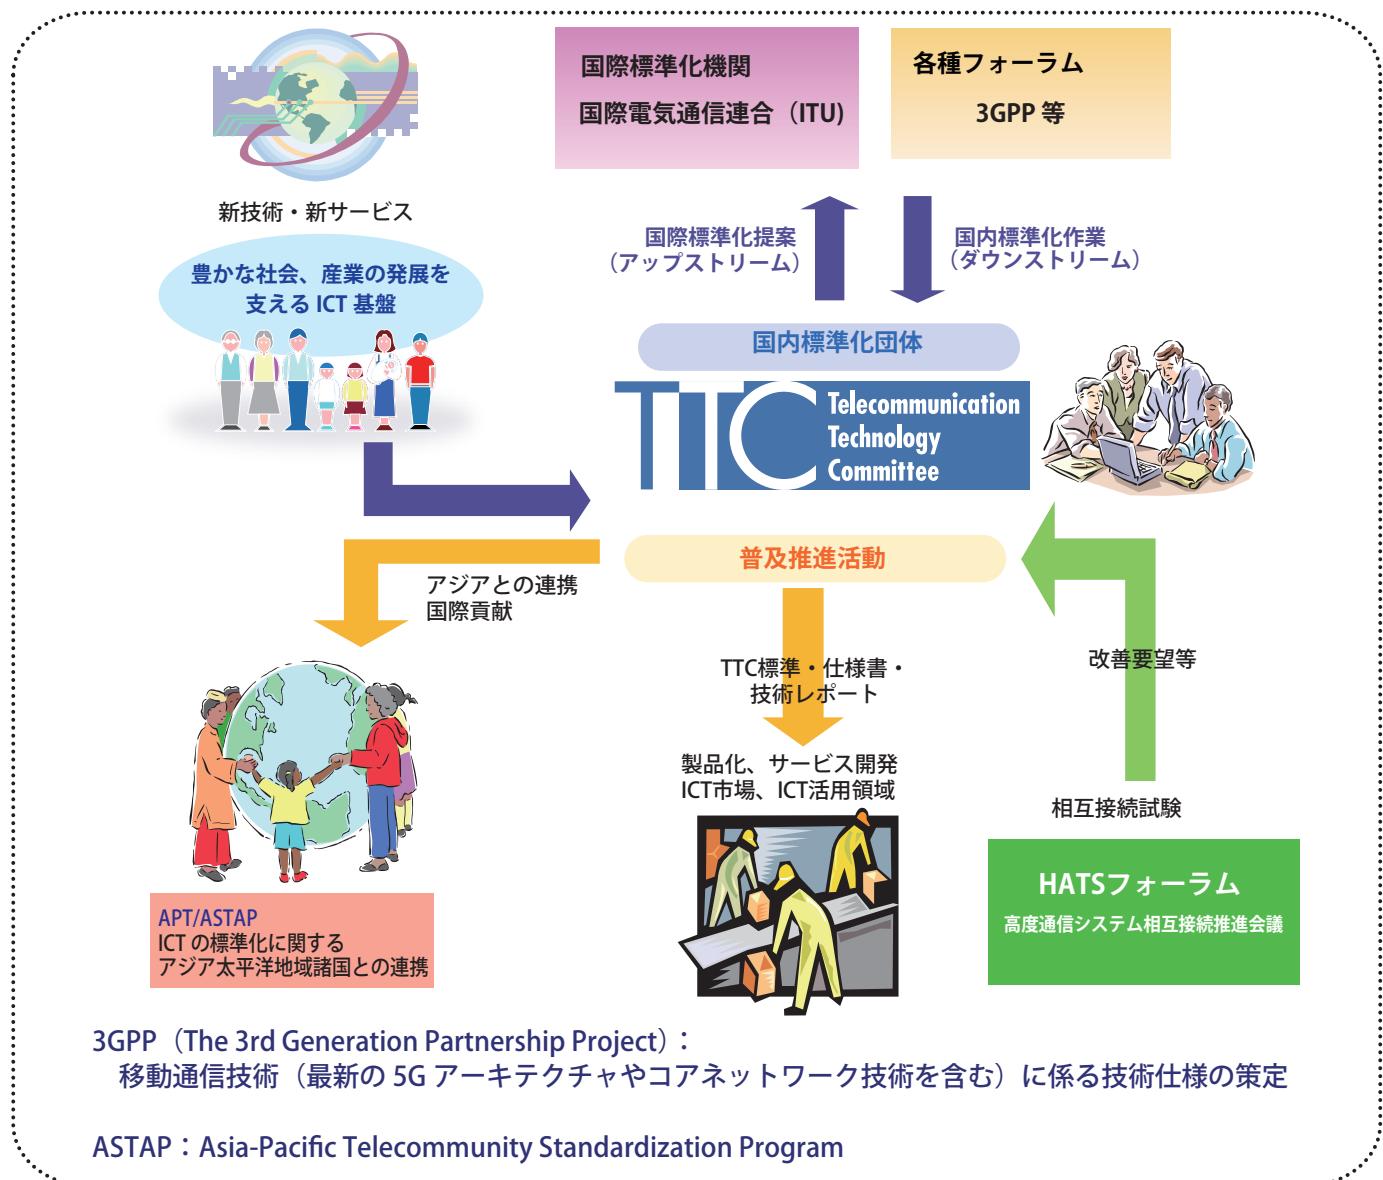 国際標準化機関
国際電気通信連合（ITU)
各種フォーラム
3GPP 等
新技術・新サービス
豊かな社会、産業の発展を
支える ICT 基盤
国際標準化提案
（アップストリーム）
国内標準化作業
（ダウンストリーム）
国内標準化団体
TTC
Telecommunication
Technology
Committee
普及推進活動
アジアとの連携
国際貢献
TTC標準・仕様書・
技術レポート
改善要望等
製品化、サービス開発
ICT市場、ICT活用領域
相互接続試験
HATSフォーラム
高度通信システム相互接続推進会議
APT/ASTAP
ICT の標準化に関する
アジア太平洋地域諸国との連携
3GPP（The 3rd Generation Partnership Project）：
移動通信技術（最新の 5G アーキテクチャやコアネットワーク技術を含む）に係る技術仕様の策定
ASTAP：Asia-Pacific Telecommunity Standardization Program